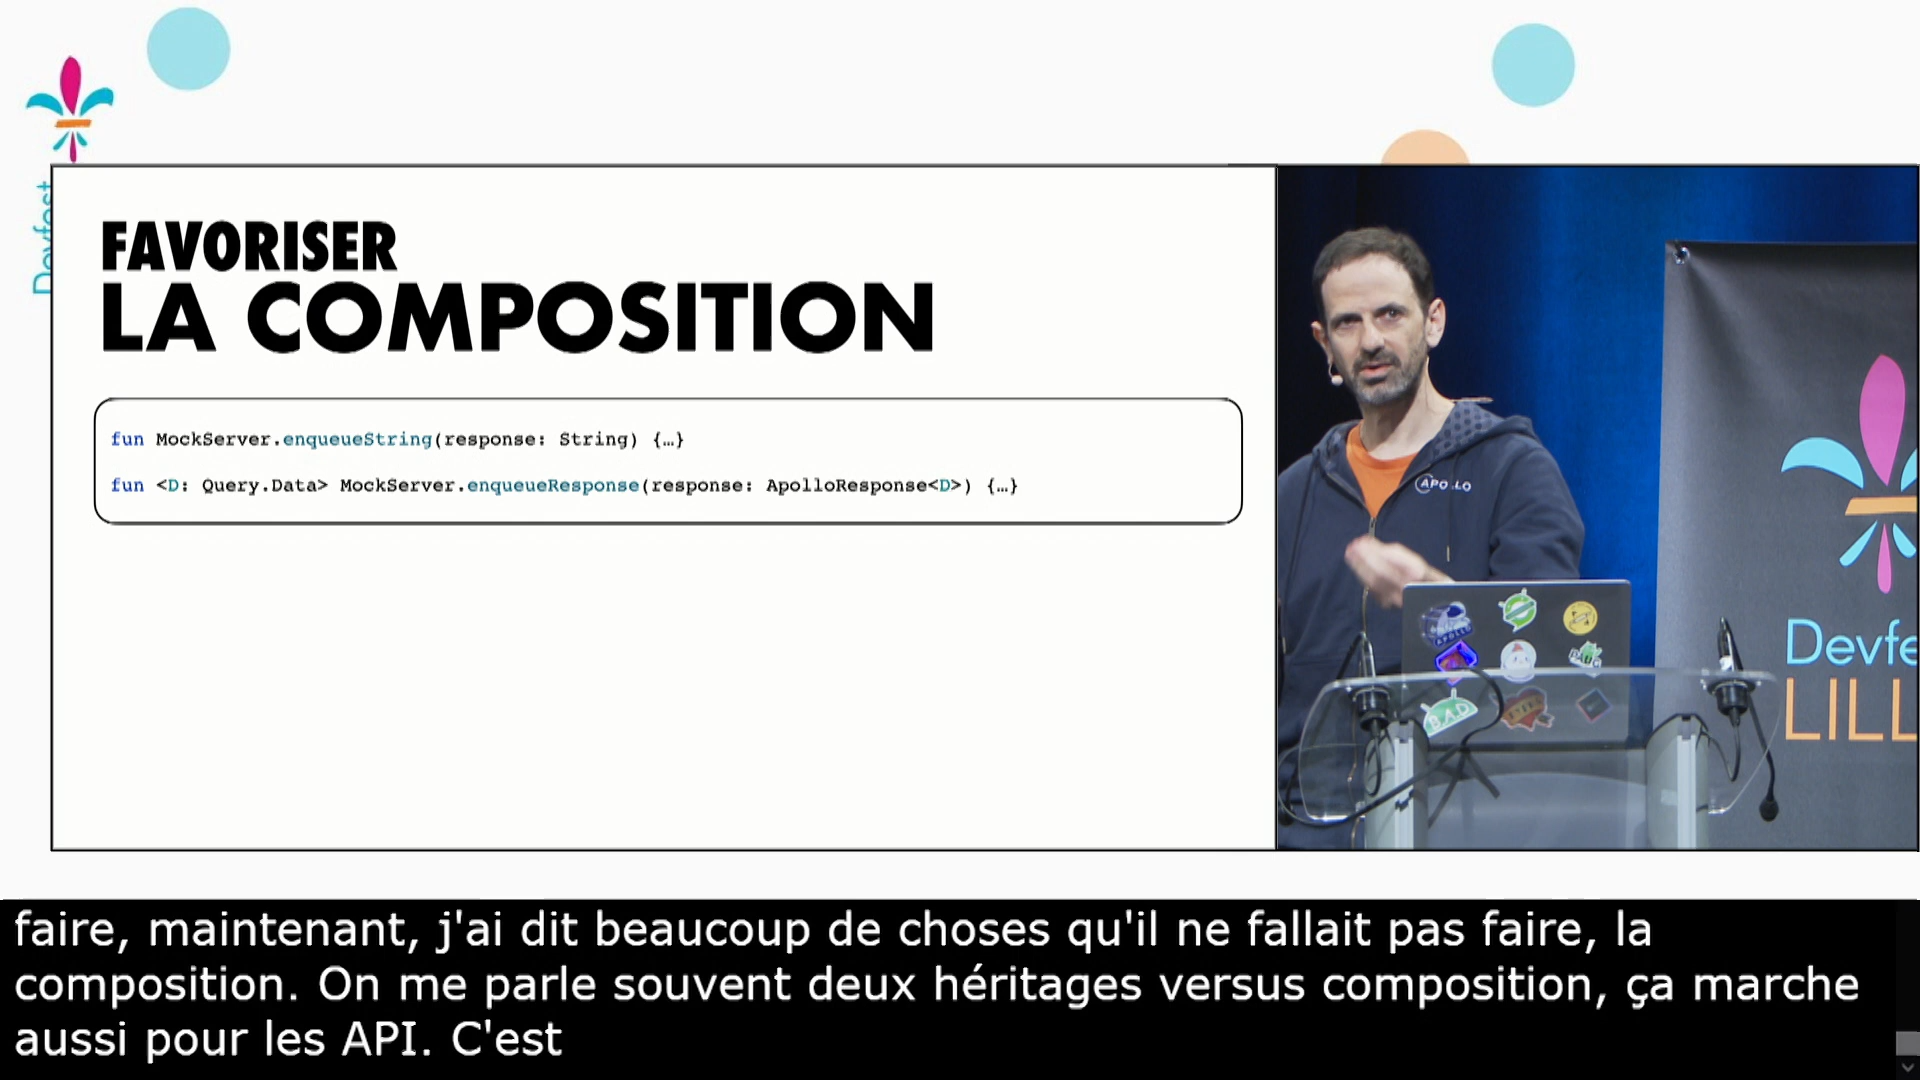 Devfest
FAVORISER
LA COMPOSITION
fun MockServer.enqueueString(response: String) {…}
fun <D: Query.Data> MockServer.enqueueResponse(response: ApolloResponse<D>) {…}
APOLLO
APOLLO
B.A.D
Devfe
LILL
faire, maintenant, j'ai dit beaucoup de choses qu'il ne fallait pas faire, la
composition. On me parle souvent deux héritages versus composition, ça marche
aussi pour les API. C'est